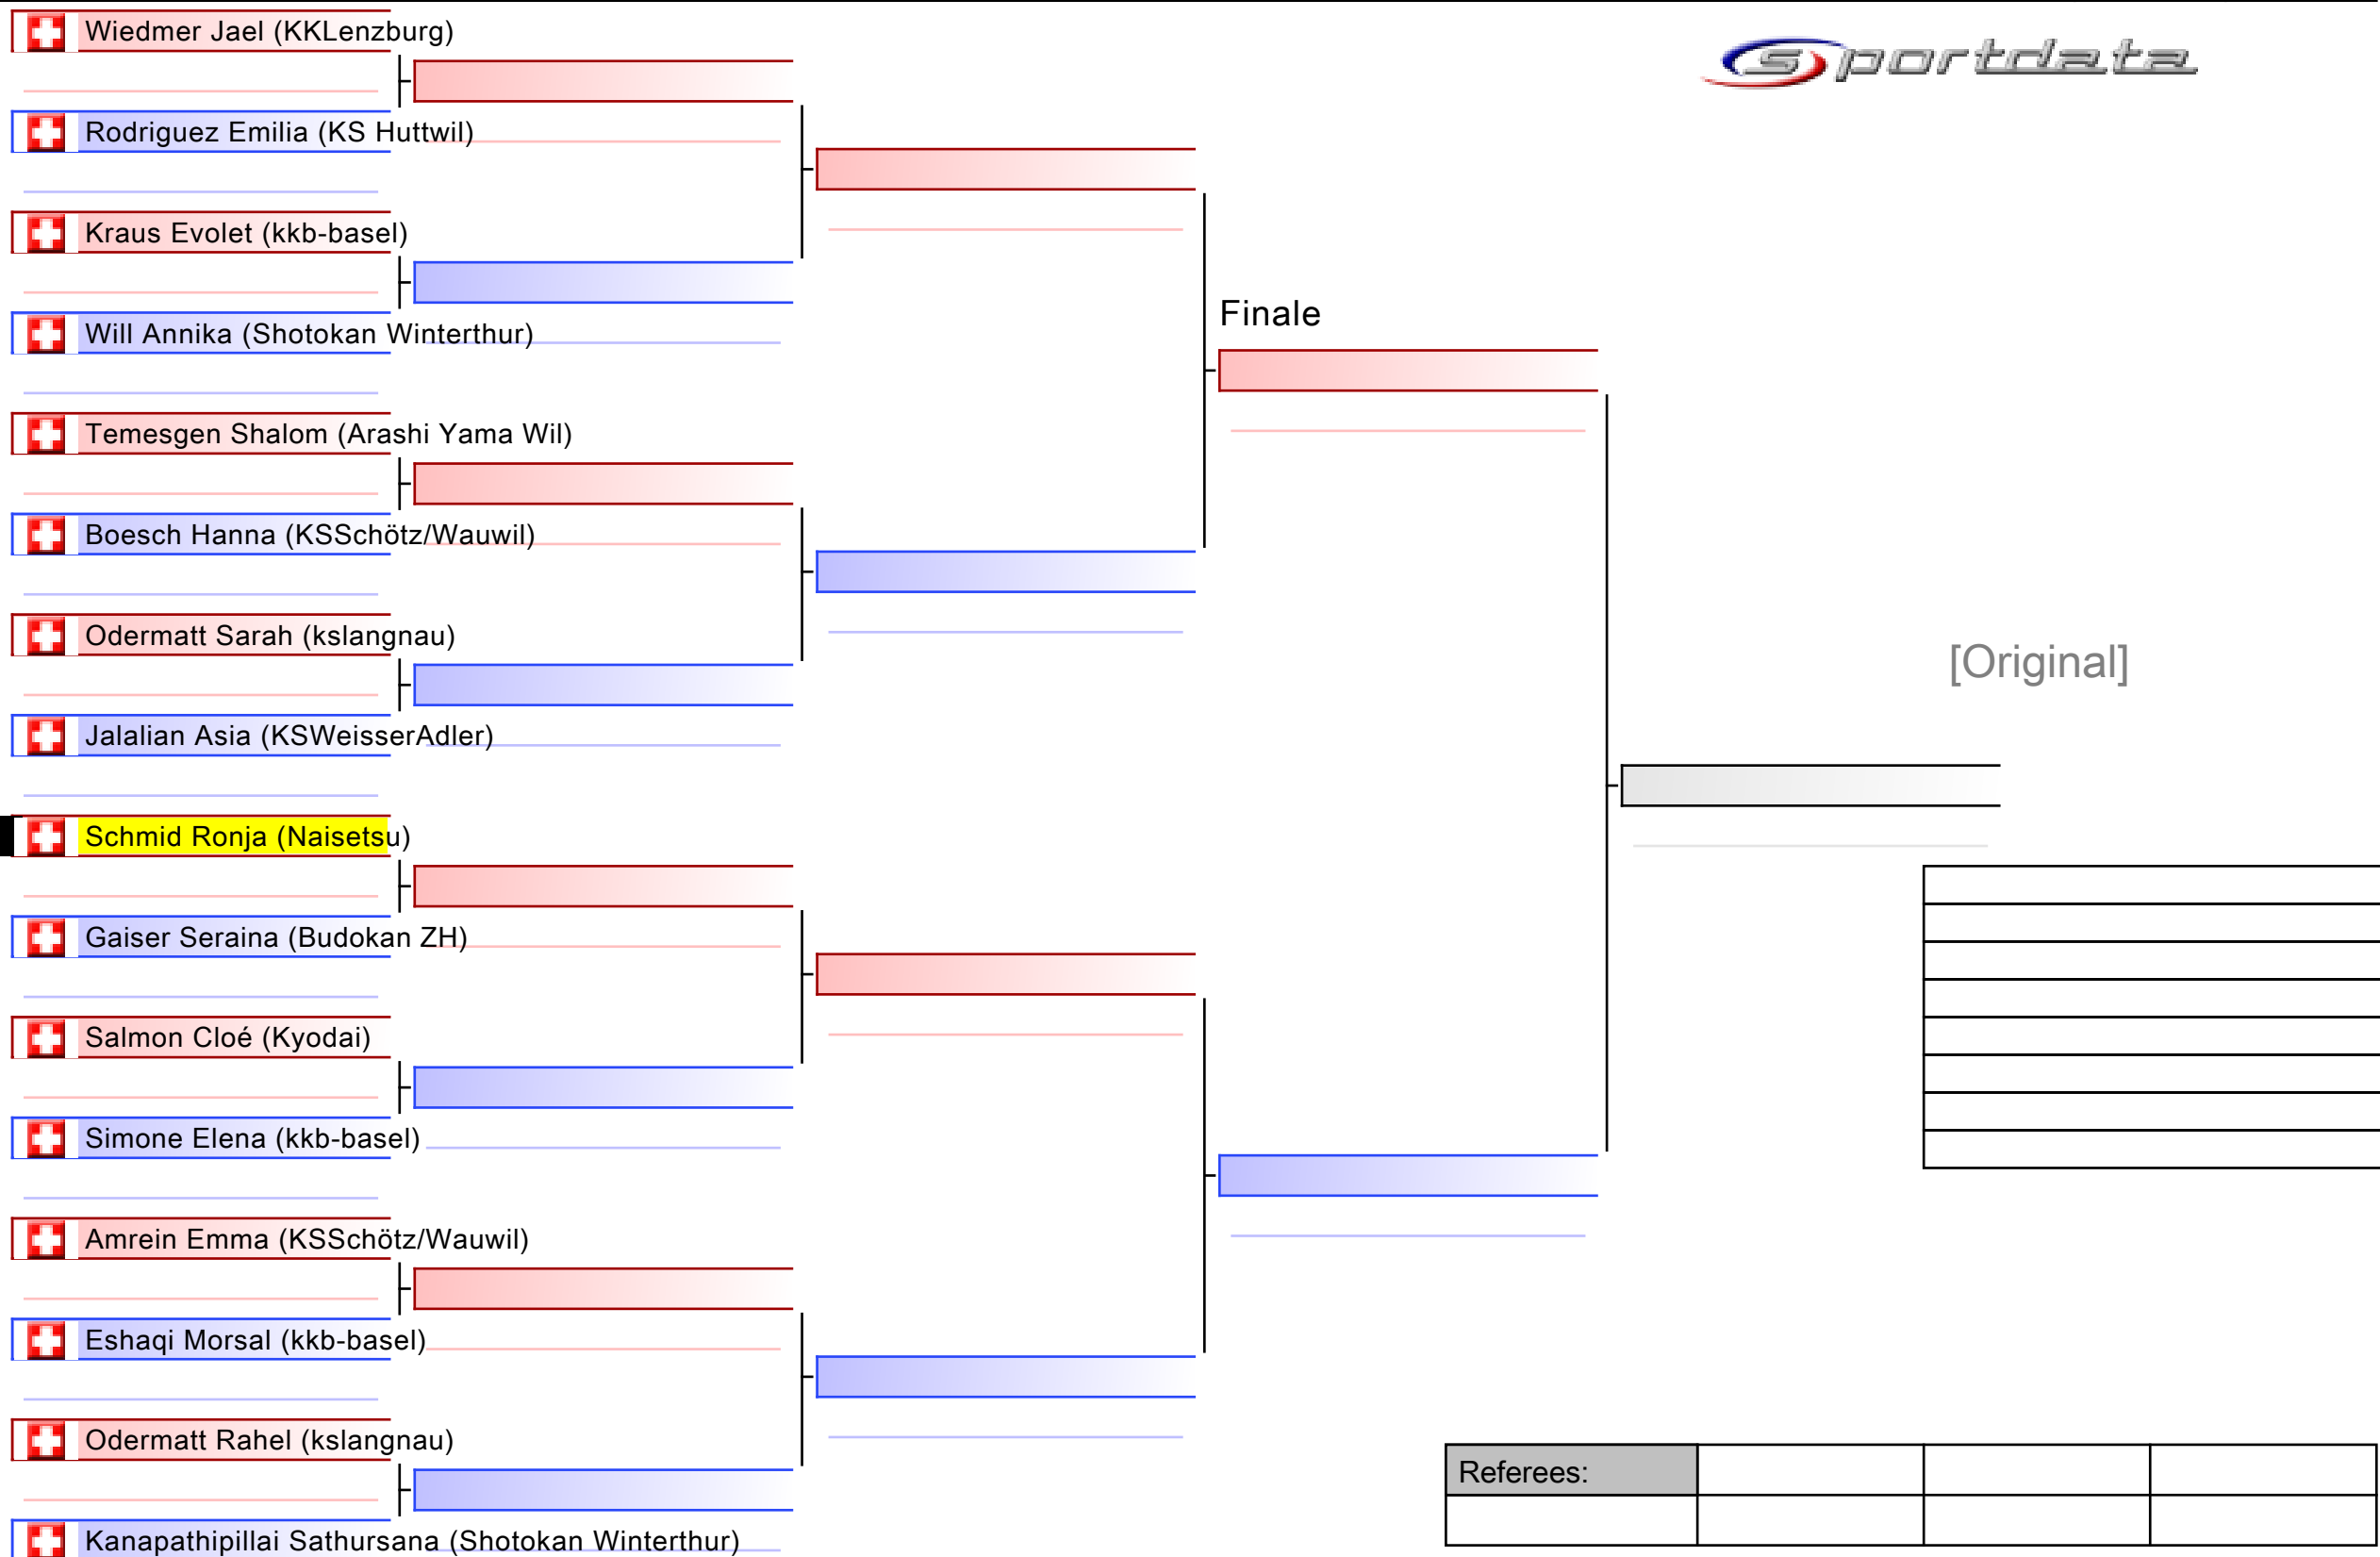 Wiedmer Jael (KKLenzburg)
sportdata
Rodriguez Emilia (KS Huttwil)
Kraus Evolet (kkb-basel)
Finale
Will Annika (Shotokan Winterthur)
Temesgen Shalom (Arashi Yama Wil)
Boesch Hanna (KSSchötz/Wauwil)
Odermatt Sarah (kslangnau)
[Original]
Jalalian Asia (KSWeisserAdler)
Schmid Ronja (Naisetsu)
Gaiser Seraina (Budokan ZH)
Salmon Cloé (Kyodai)
Simone Elena (kkb-basel)
Amrein Emma (KSSchötz/Wauwil)
Eshaqi Morsal (kkb-basel)
Odermatt Rahel (kslangnau)
Referees:
Kanapathipillai Sathursana (Shotokan Winterthur)